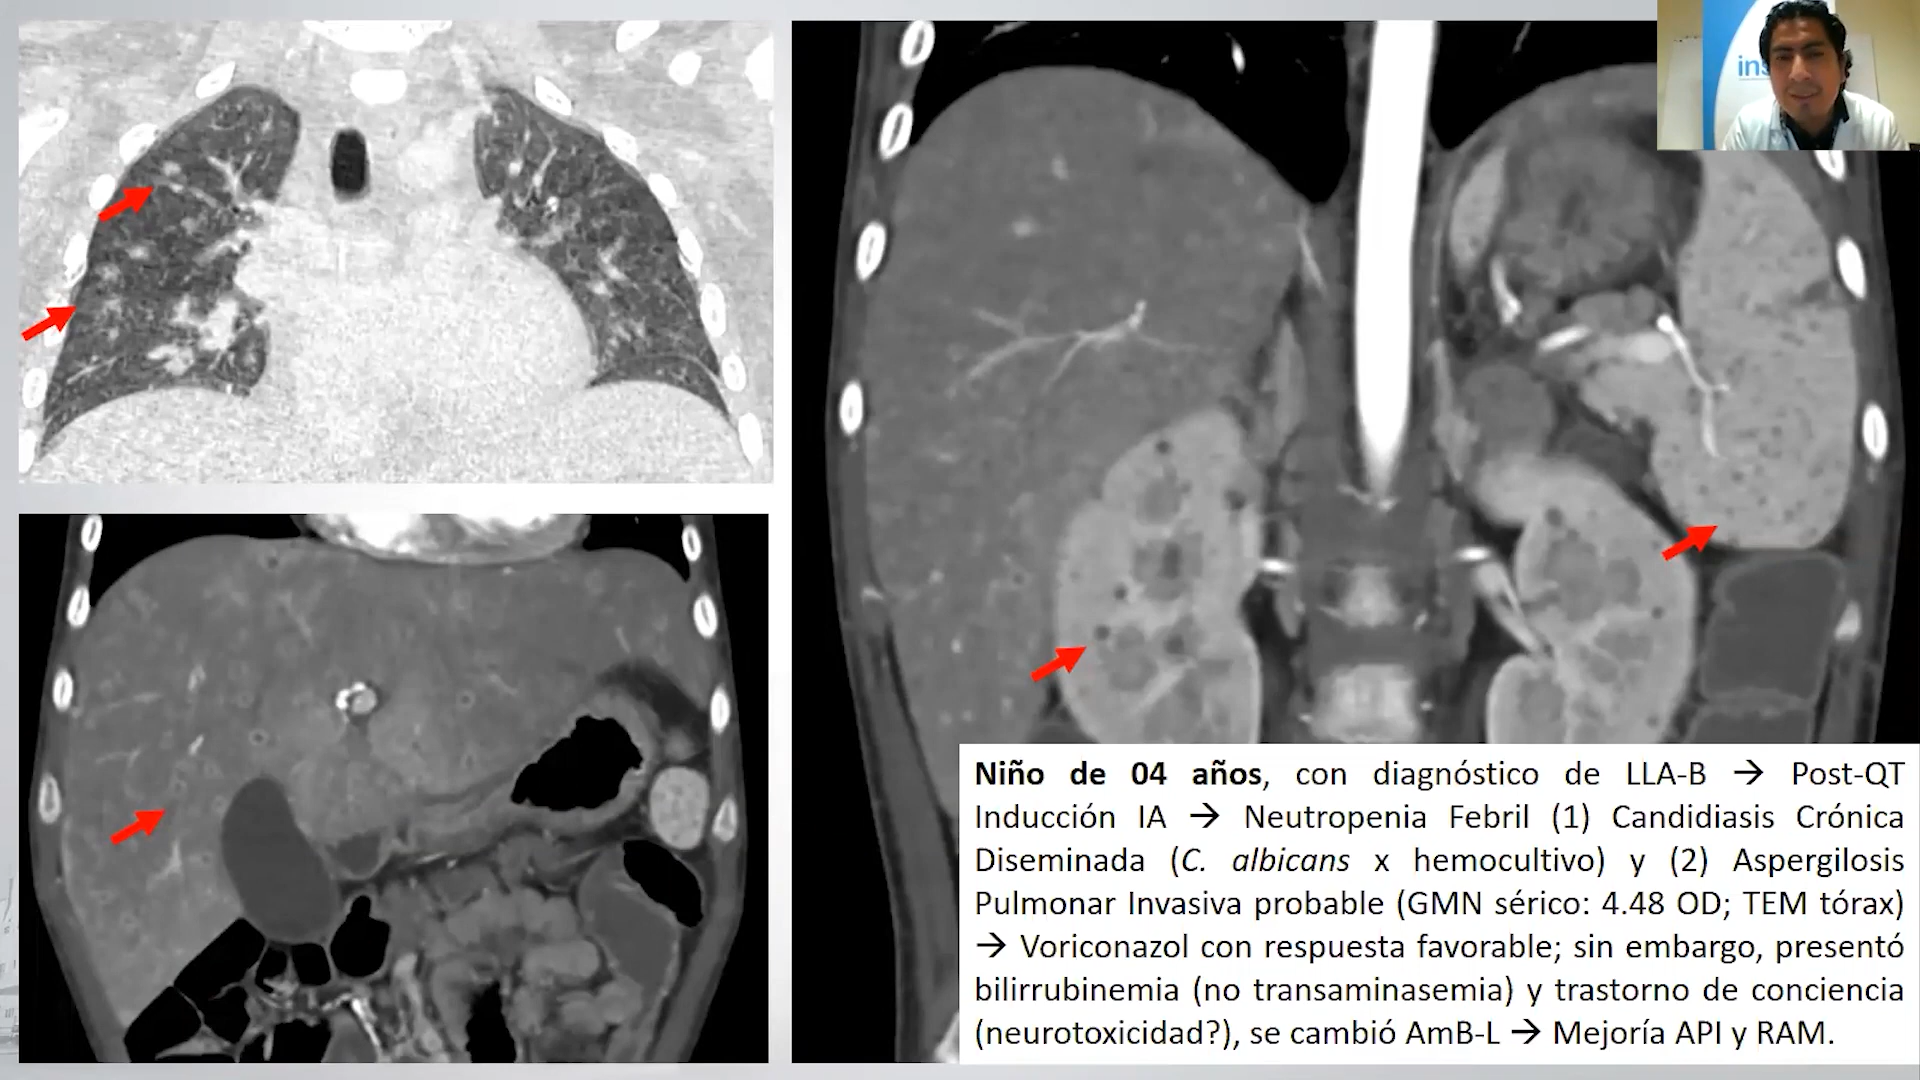 ins
Niño de 04 años, con diagnóstico de LLA-B → Post-QT
Inducción IA → Neutropenia Febril (1) Candidiasis Crónica
Diseminada (C. albicans x hemocultivo) y (2) Aspergilosis
Pulmonar Invasiva probable (GMN sérico: 4.48 OD; TEM tórax)
→ Voriconazol con respuesta favorable; sin embargo, presentó
bilirrubinemia (no transaminasemia) y trastorno de conciencia
(neurotoxicidad?), se cambió AmB-L → Mejoría API y RAM.